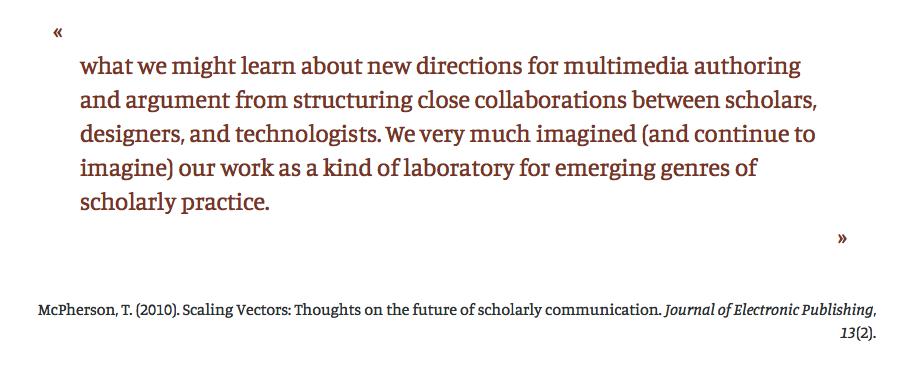 «
what we might learn about new directions for multimedia authoring
and argument from structuring close collaborations between scholars,
designers, and technologists. We very much imagined (and continue to
imagine) our work as a kind of laboratory for emerging genres of
scholarly practice.
»
McPherson, T. (2010). Scaling Vectors: Thoughts on the future of scholarly communication. Journal of Electronic Publishing,
13(2).